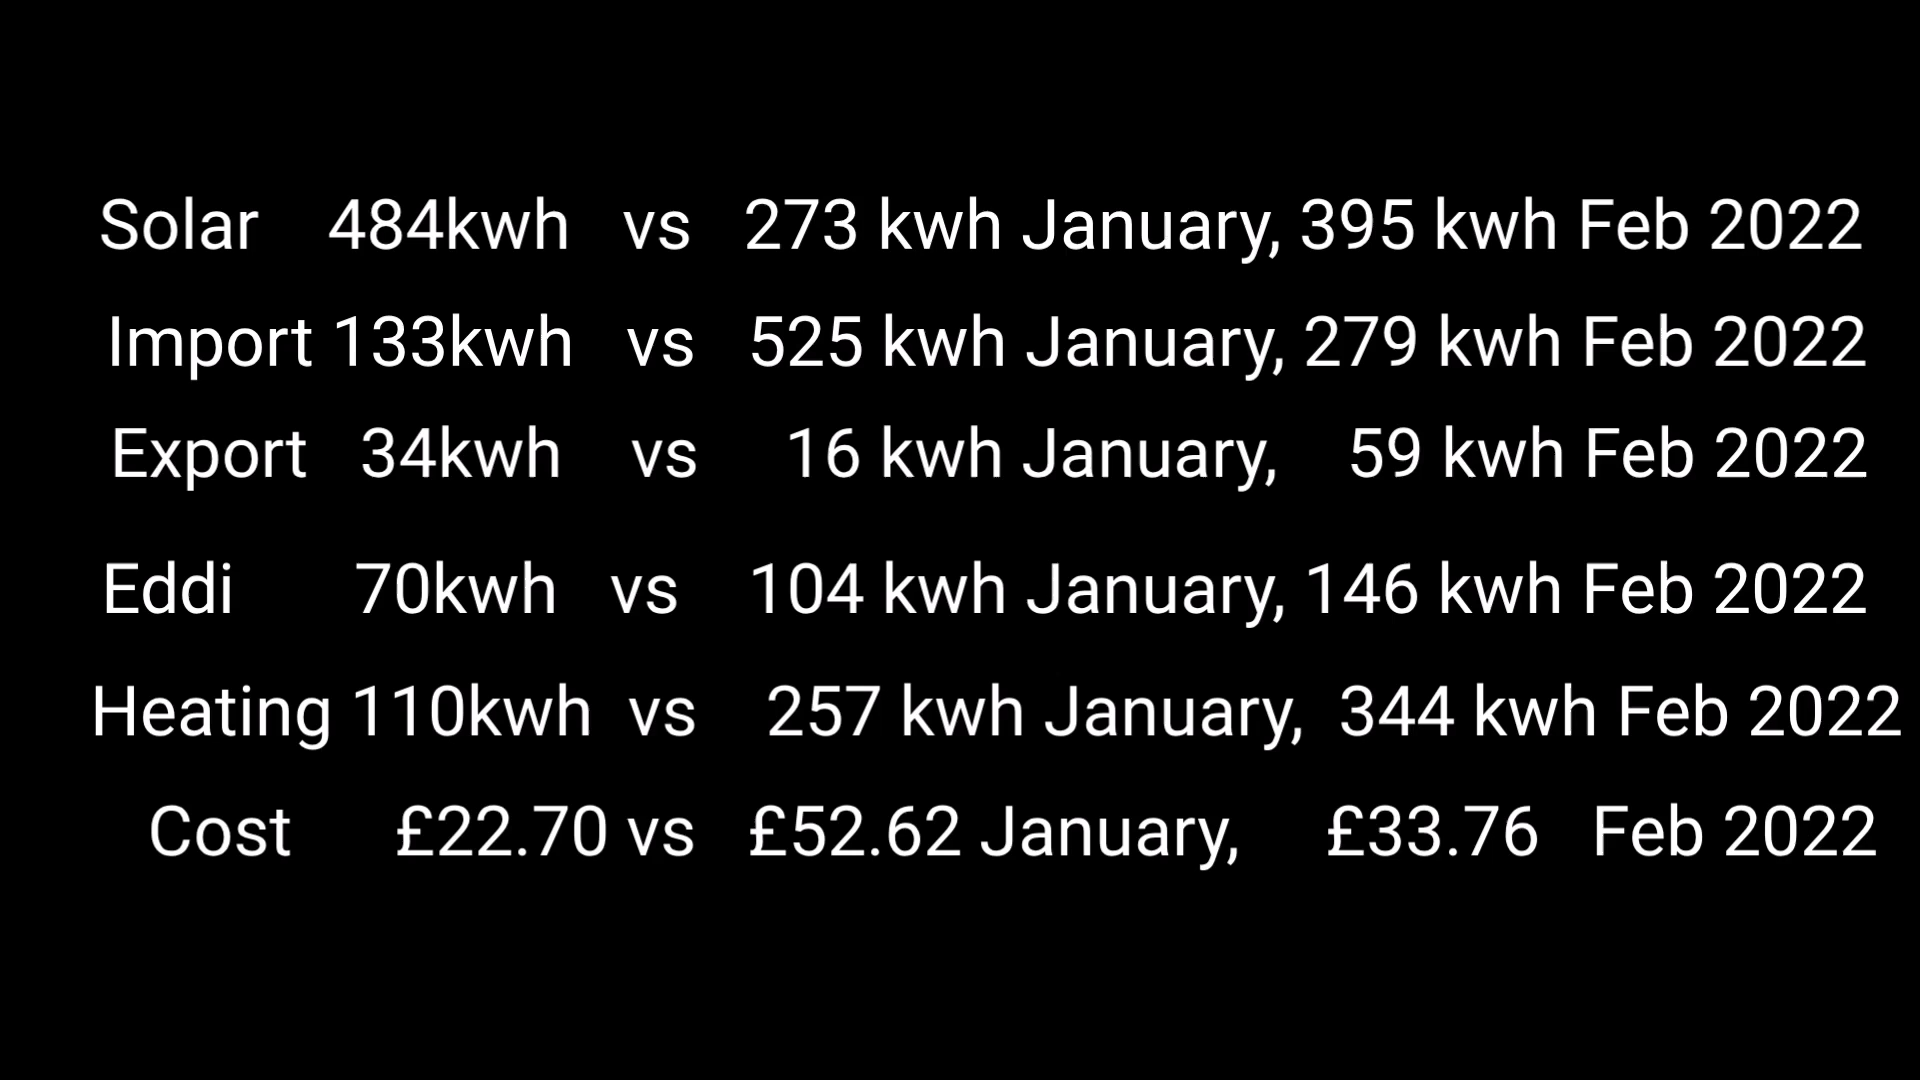 Solar 484kwh vs 273 kwh January, 395 kwh Feb 2022
Import 133kwh vs 525 kwh January, 279 kwh Feb 2022
Export 34kwh vs 16 kwh January, 59 kwh Feb 2022
Eddi 70kwh vs 104 kwh January, 146 kwh Feb 2022
Heating 110kwh vs 257 kwh January, 344 kwh Feb 2022
Cost £22.70 vs £52.62 January, £33.76 Feb 2022